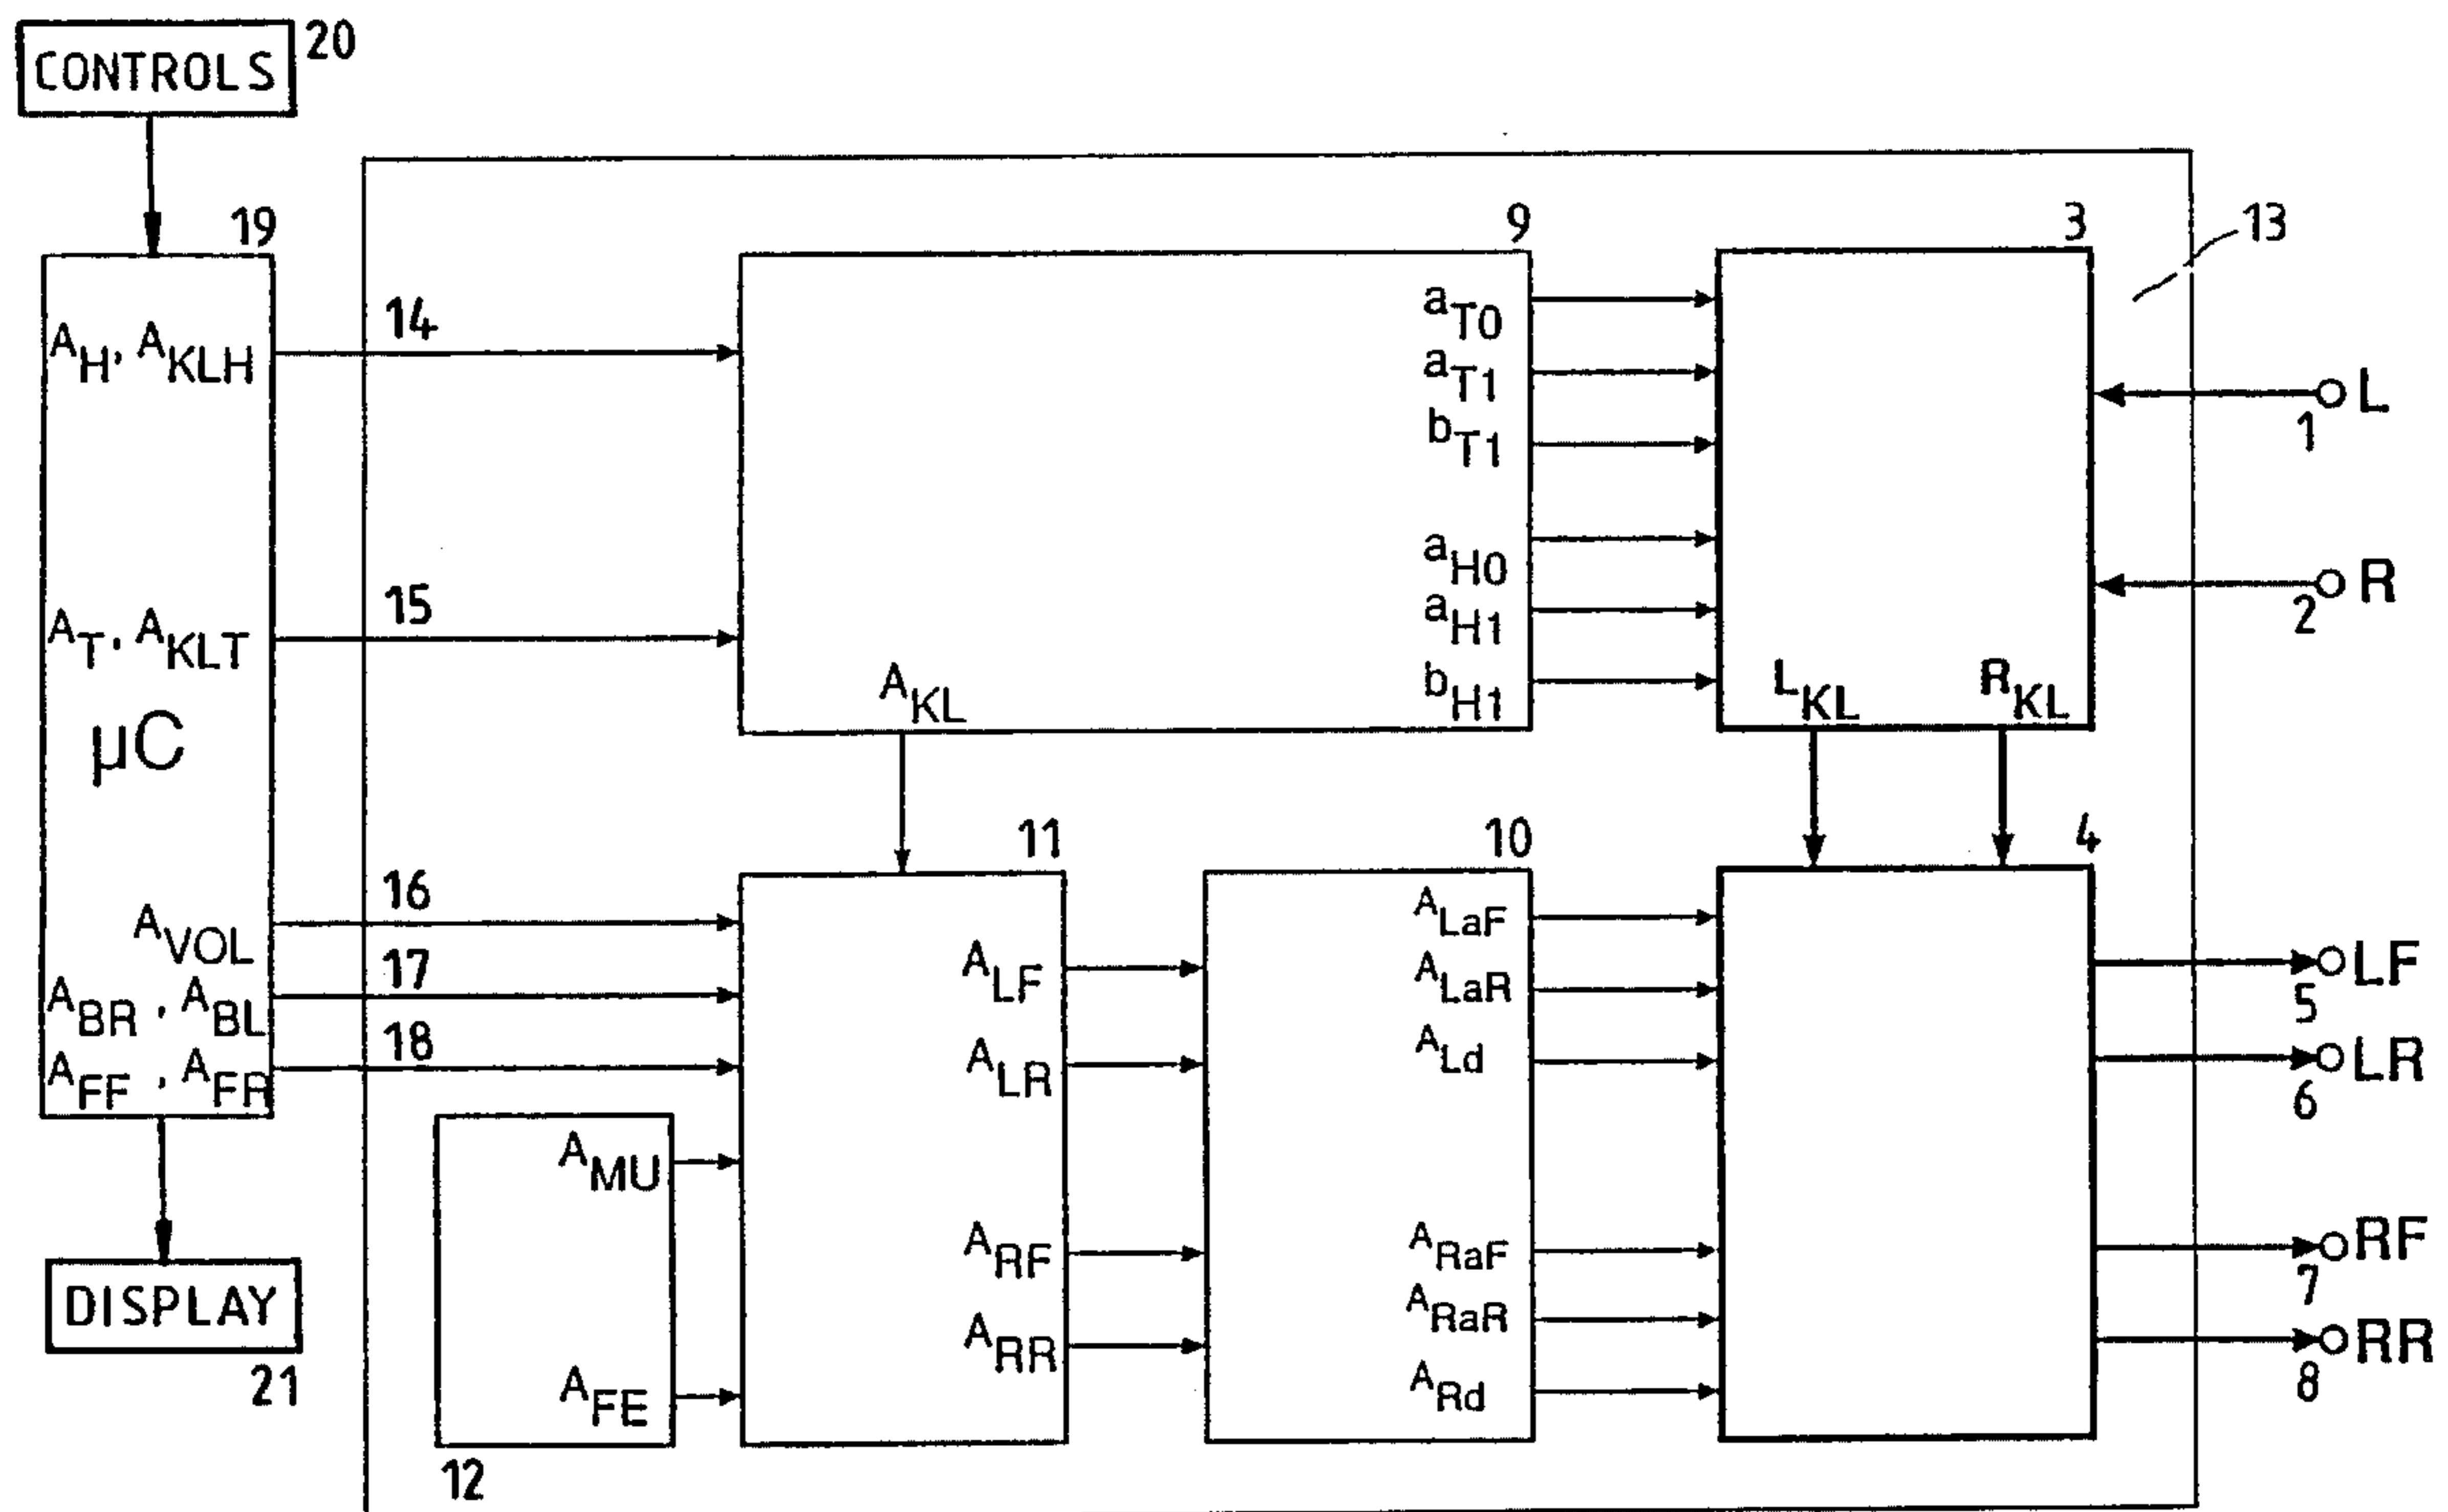 CONTROLS
20
19
A_H, A_KLH
A_T, A_KLT
µC
A_VOL
A_BR, A_BL
A_FF, A_FR
DISPLAY
21
14
15
16
17
18
9
a_T0
a_T1
b_T1
a_H0
a_H1
b_H1
A_KL
3
L_KL R_KL
13
L
1
R
2
12
A_MU
A_FE
11
A_LF
A_LR
A_RF
A_RR
10
A_LaF
A_LaR
A_Ld
A_RaF
A_RaR
A_Rd
4
LF
5
LR
6
RF
7
RR
8